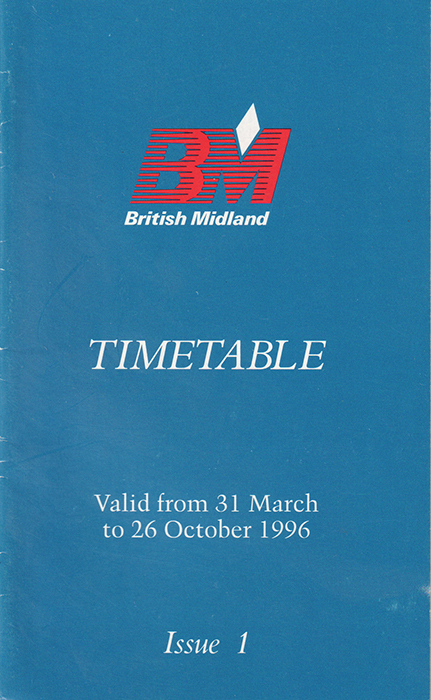 BM
British Midland
TIMETABLE
Valid from 31 March
to 26 October 1996
Issue 1